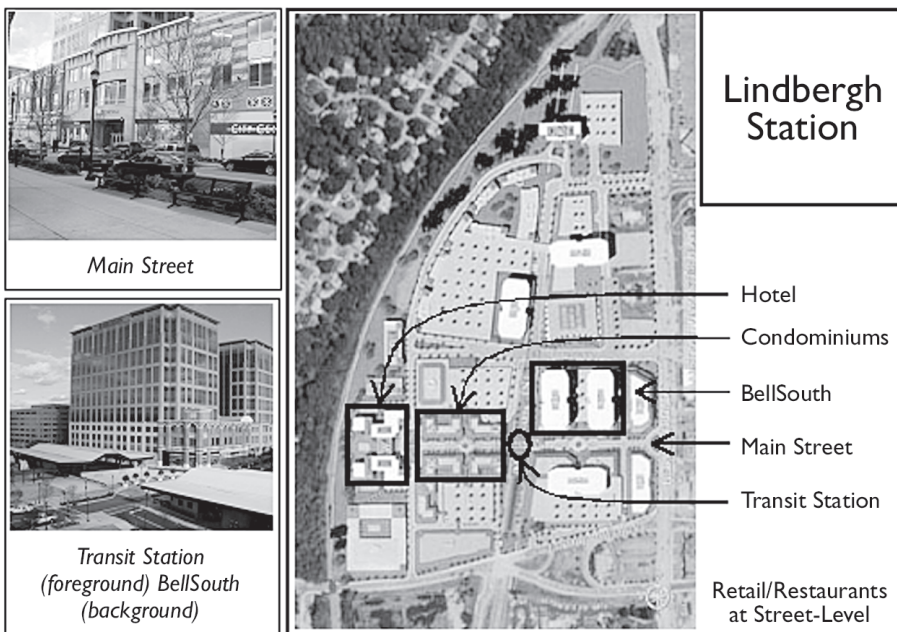 Main Street
Transit Station
(foreground) BellSouth
(background)
Lindbergh
Station
Hotel
Condominiums
BellSouth
Main Street
Transit Station
Retail/Restaurants
at Street-Level